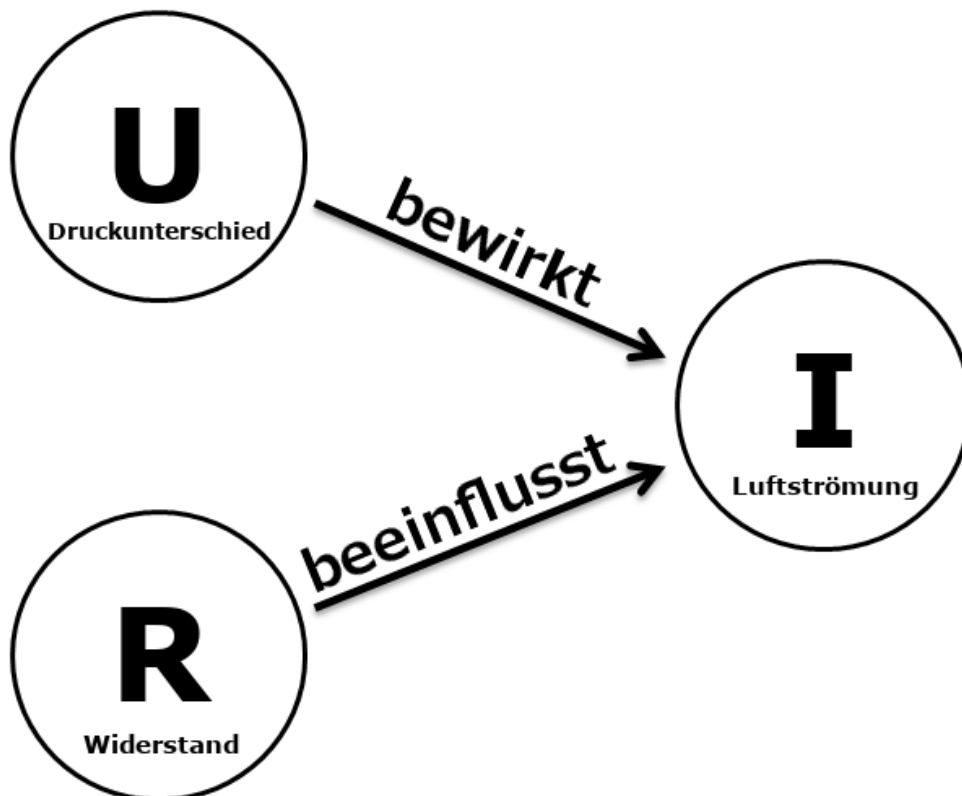 U
Druckunterschied
bewirkt
I
Luftströmung
beeinflusst
R
Widerstand